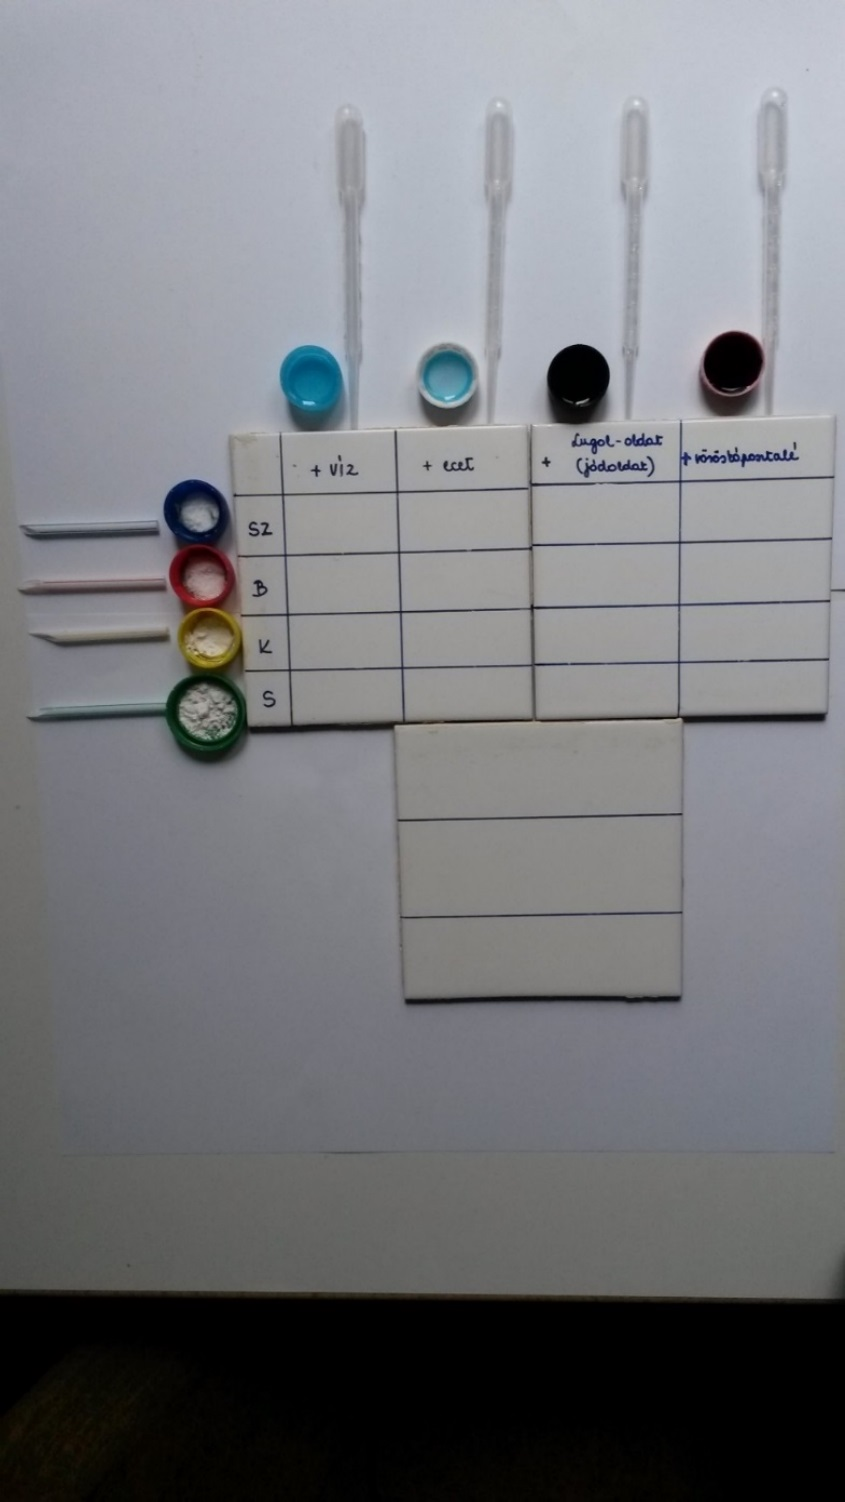 + víz
+ ecet
+ Lugol-oldat
(jódoldat)
+ vöröskáposztalé
SZ
B
K
S